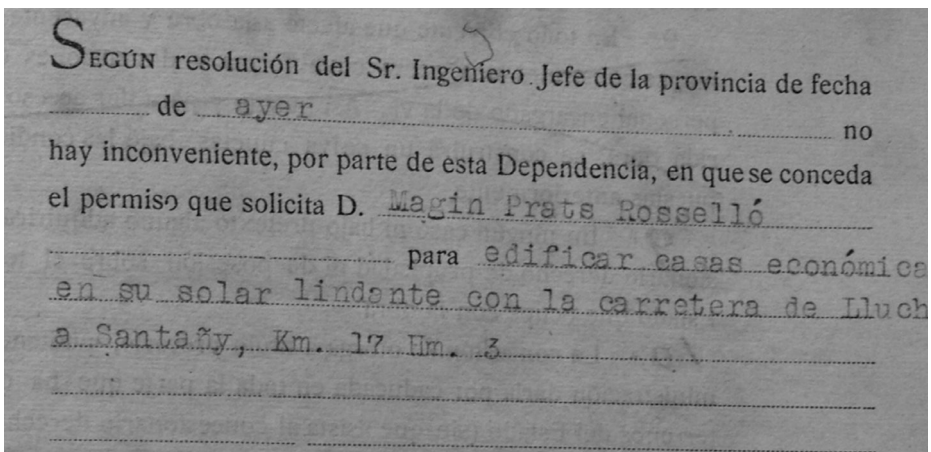 SEGÚN resolución del Sr. Ingeniero Jefe de la provincia de fecha
de ayer no
hay inconveniente, por parte de esta Dependencia, en que se conceda
el permiso que solicita D. Magin Prats Rosselló
para edificar casas económica
en su solar lindante con la carretera de Lluch
a Santañy, Km. 17 Hm. 3